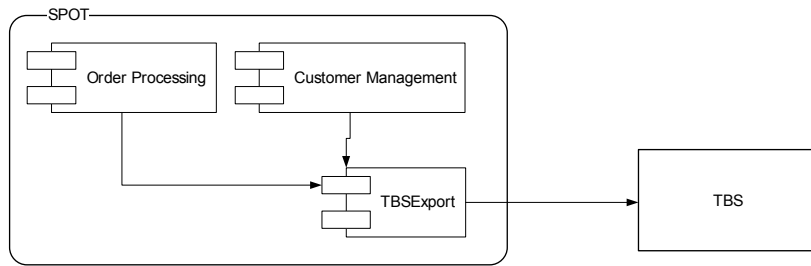 SPOT
Order Processing
Customer Management
TBSExport
TBS